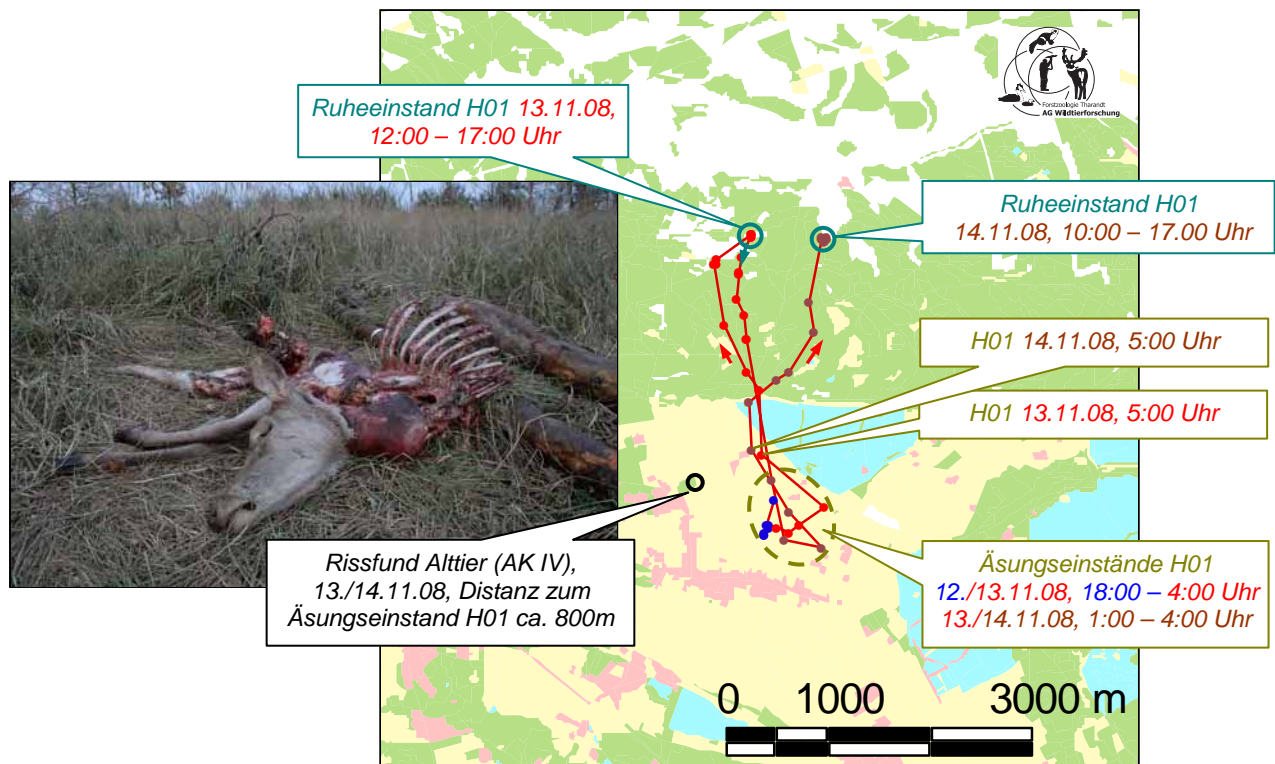 Forstzoologie Tharandt
AG Wildtierforschung
Ruheeinstand H01 13.11.08,
12:00 – 17:00 Uhr
Ruheeinstand H01
14.11.08, 10:00 – 17.00 Uhr
H01 14.11.08, 5:00 Uhr
H01 13.11.08, 5:00 Uhr
Rissfund Alttier (AK IV),
13./14.11.08, Distanz zum
Äsungseinstand H01 ca. 800m
Äsungseinstände H01
12./13.11.08, 18:00 – 4:00 Uhr
13./14.11.08, 1:00 – 4:00 Uhr
0 1000 3000 m